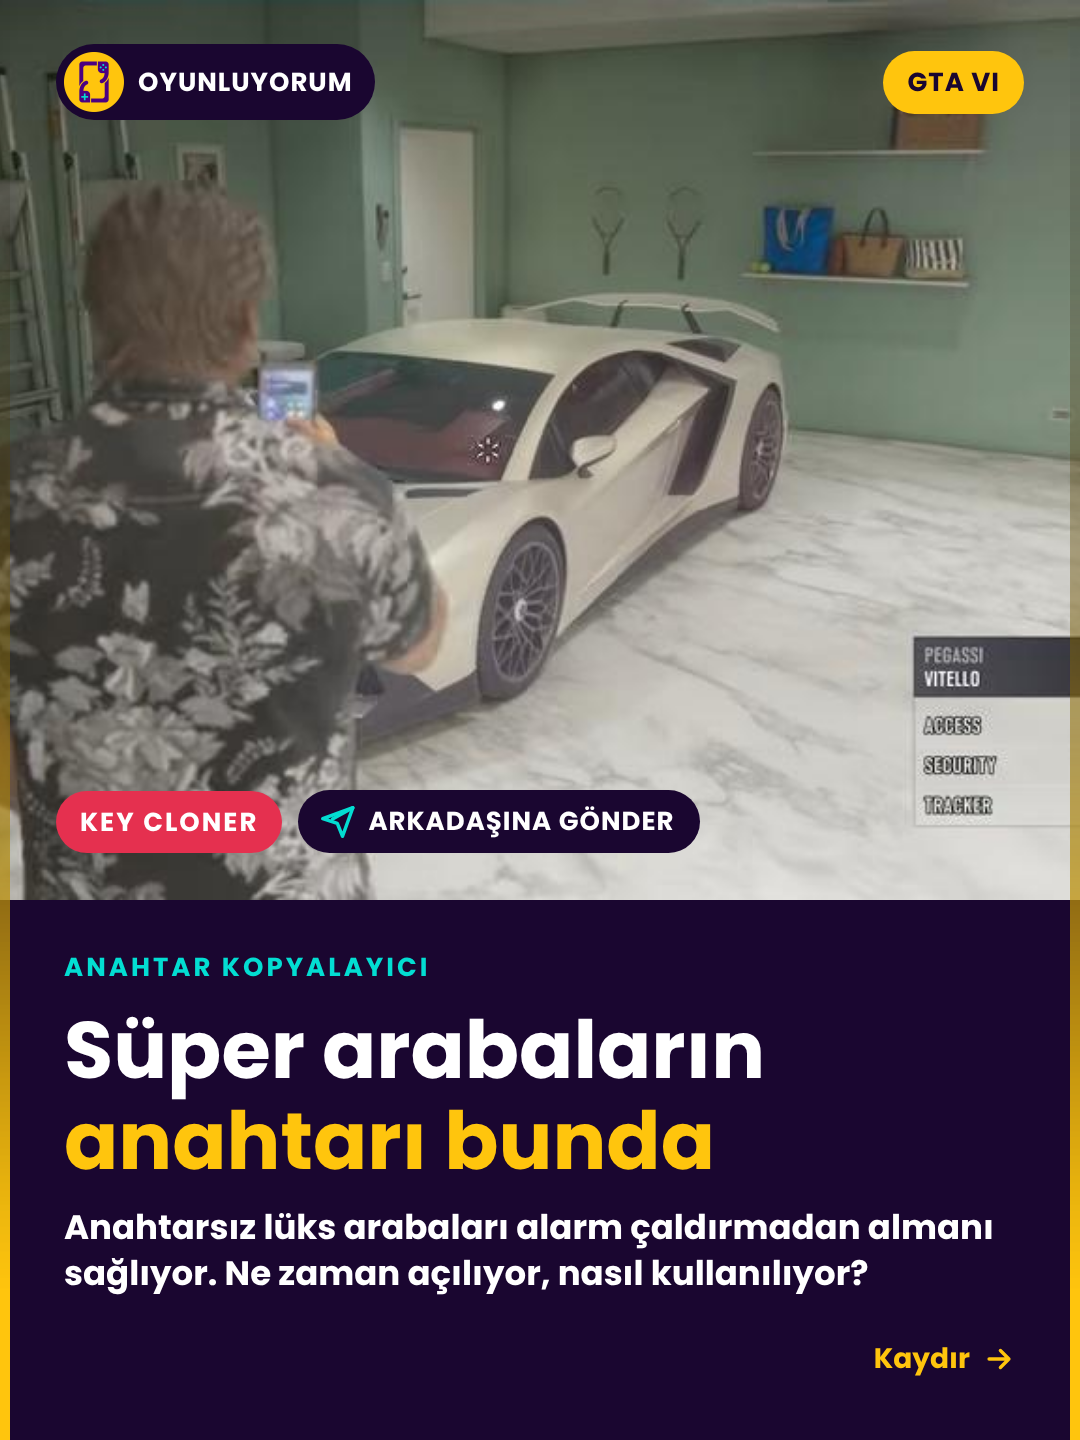 OYUNLUYORUM
GTA VI
PEGASSI
VITELLO
ACCESS
SECURITY
TRACKER
KEY CLONER
ARKADAŞINA GÖNDER
ANAHTAR KOPYALAYICI
Süper arabaların
anahtarı bunda
Anahtarsız lüks arabaları alarm çaldırmadan almanı
sağlıyor. Ne zaman açılıyor, nasıl kullanılıyor?
Kaydır →